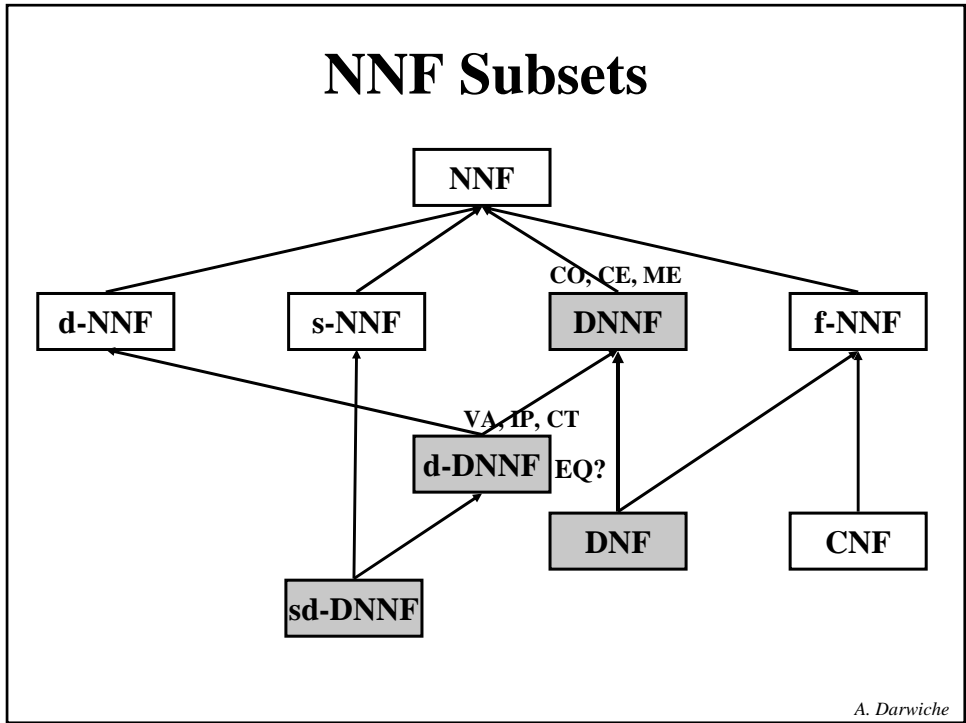 NNF Subsets
NNF
CO, CE, ME
d-NNF
s-NNF
DNNF
f-NNF
VA, IP, CT
d-DNNF
EQ?
DNF
CNF
sd-DNNF
A. Darwiche